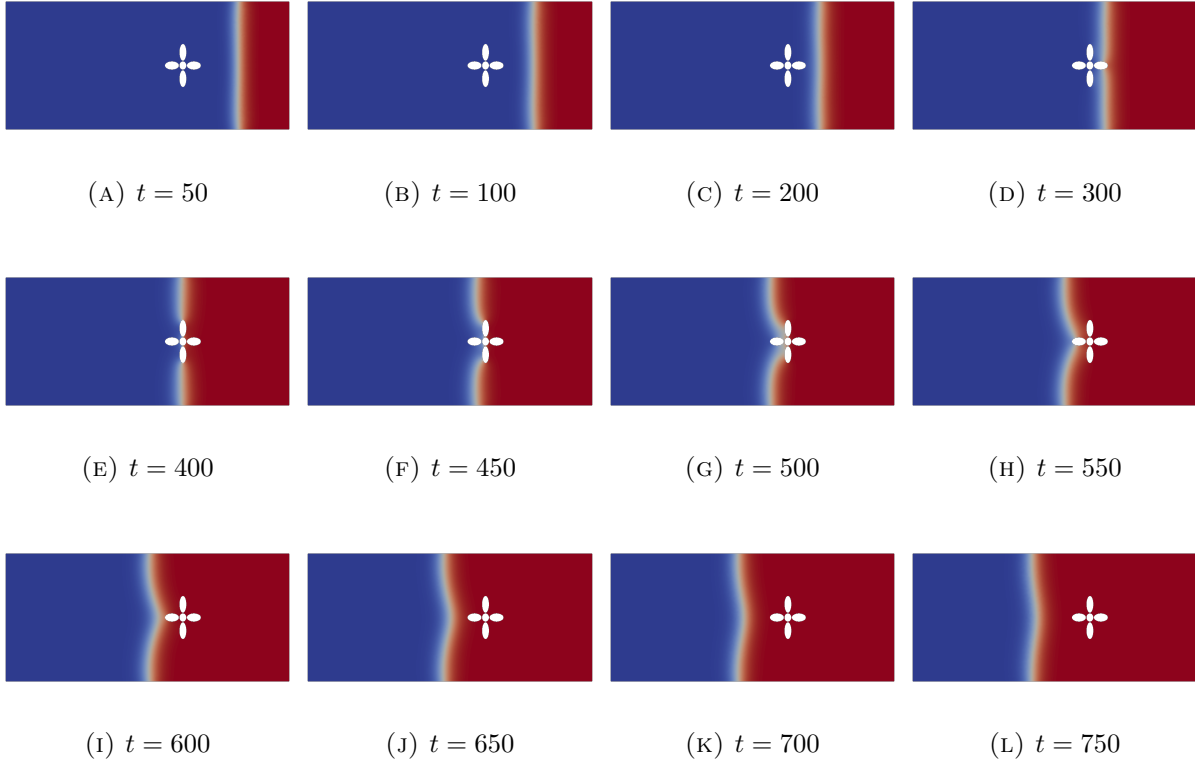 (A) t = 50
(B) t = 100
(C) t = 200
(D) t = 300
(E) t = 400
(F) t = 450
(G) t = 500
(H) t = 550
(I) t = 600
(J) t = 650
(K) t = 700
(L) t = 750